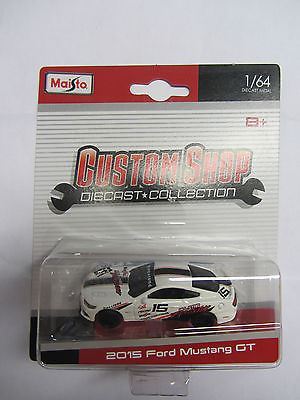 Maisto
1/64
DIECAST METAL
8+
CUSTOM SHOP
DIECAST★COLLECTION
15
2015 Ford Mustang GT